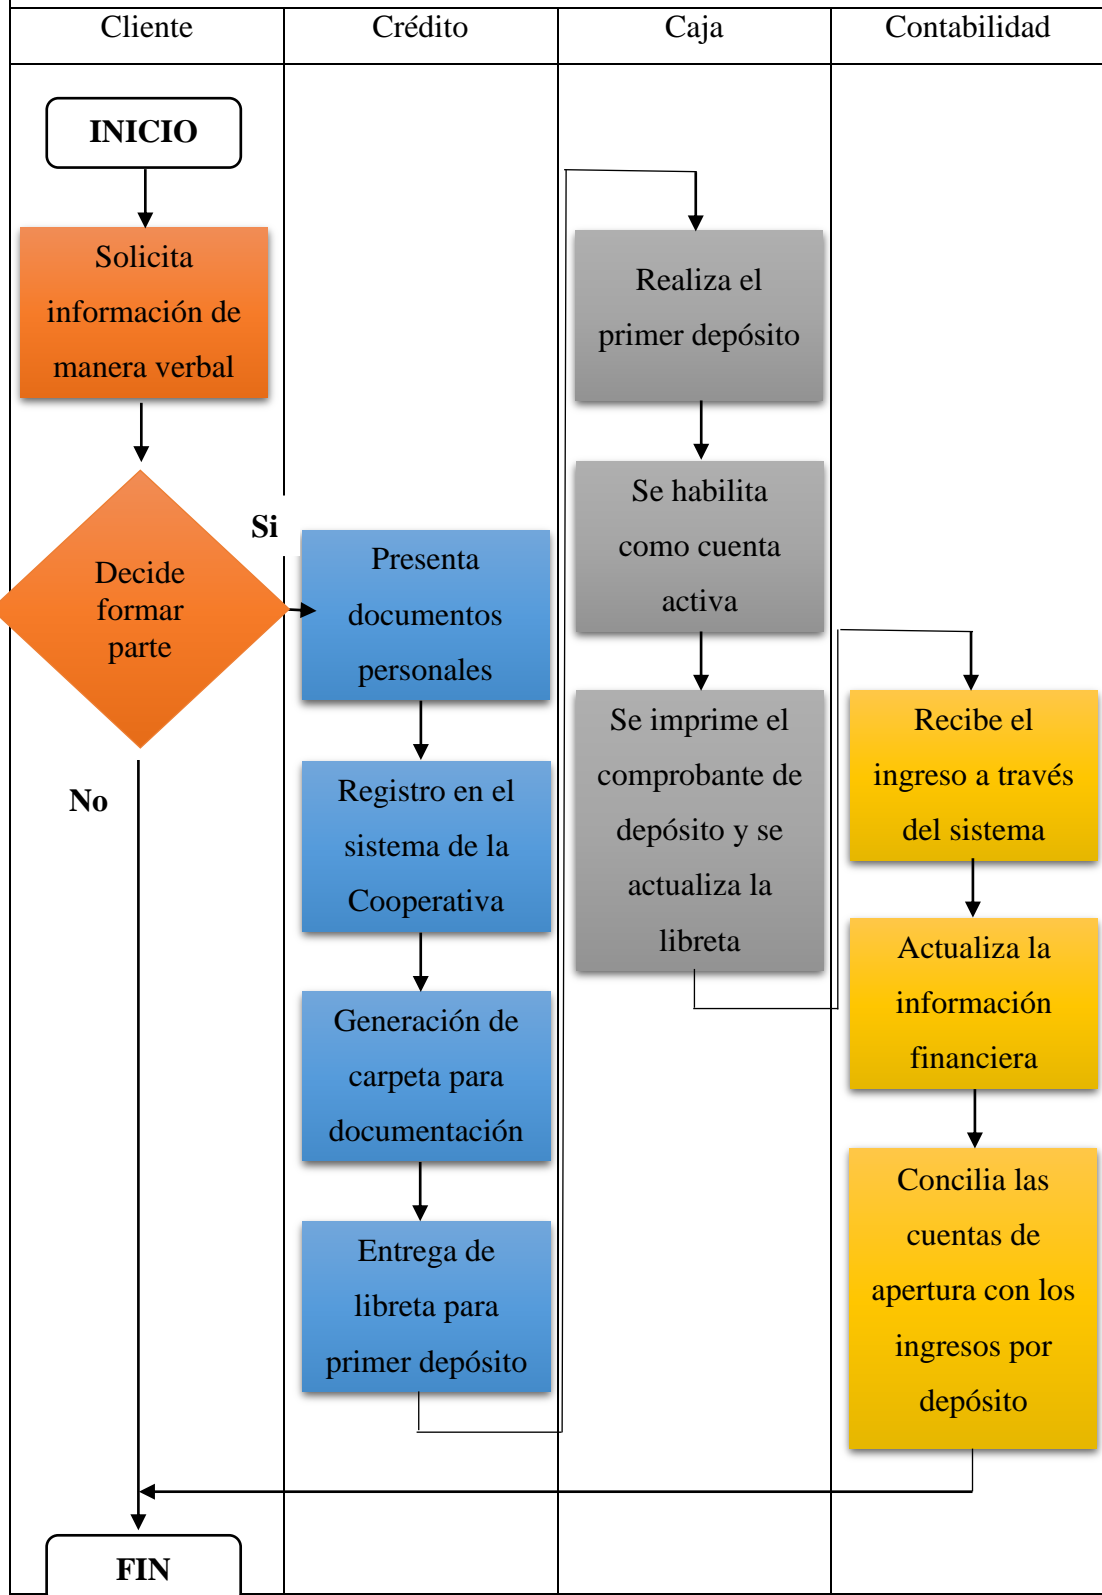 Cliente
Crédito
Caja
Contabilidad
INICIO
Solicita
información de
manera verbal
Decide
formar
parte
Si
No
Presenta
documentos
personales
Registro en el
sistema de la
Cooperativa
Generación de
carpeta para
documentación
Entrega de
libreta para
primer depósito
Realiza el
primer depósito
Se habilita
como cuenta
activa
Se imprime el
comprobante de
depósito y se
actualiza la
libreta
Recibe el
ingreso a través
del sistema
Actualiza la
información
financiera
Concilia las
cuentas de
apertura con los
ingresos por
depósito
FIN